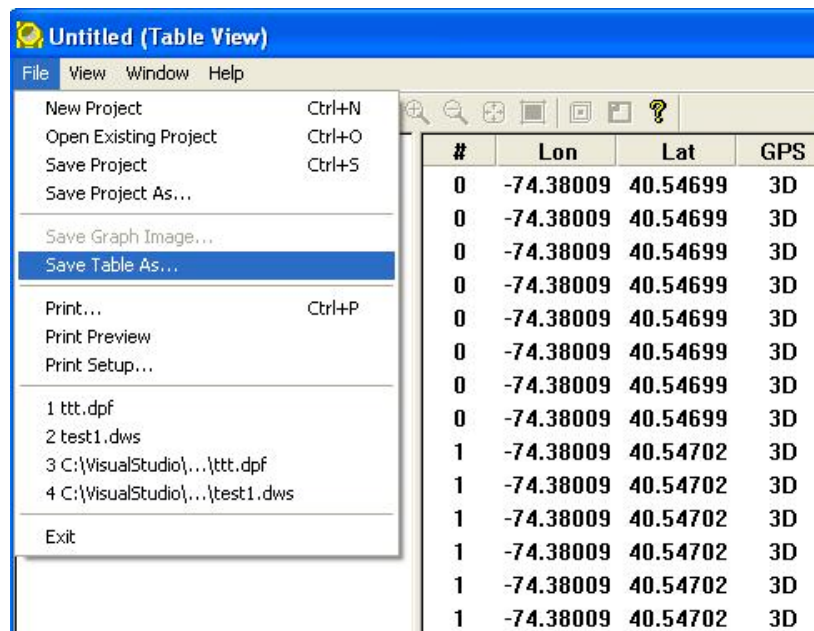 Untitled (Table View)
File View Window Help
New Project Ctrl+N
Open Existing Project Ctrl+O
Save Project Ctrl+S
Save Project As...
Save Graph Image...
Save Table As...
Print... Ctrl+P
Print Preview
Print Setup...
1 ttt.dpf
2 test1.dws
3 C:\VisualStudio\...\ttt.dpf
4 C:\VisualStudio\...\test1.dws
Exit
# Lon Lat GPS
0 -74.38009 40.54699 3D
0 -74.38009 40.54699 3D
0 -74.38009 40.54699 3D
0 -74.38009 40.54699 3D
0 -74.38009 40.54699 3D
0 -74.38009 40.54699 3D
0 -74.38009 40.54699 3D
0 -74.38009 40.54699 3D
1 -74.38009 40.54702 3D
1 -74.38009 40.54702 3D
1 -74.38009 40.54702 3D
1 -74.38009 40.54702 3D
1 -74.38009 40.54702 3D
1 -74.38009 40.54702 3D